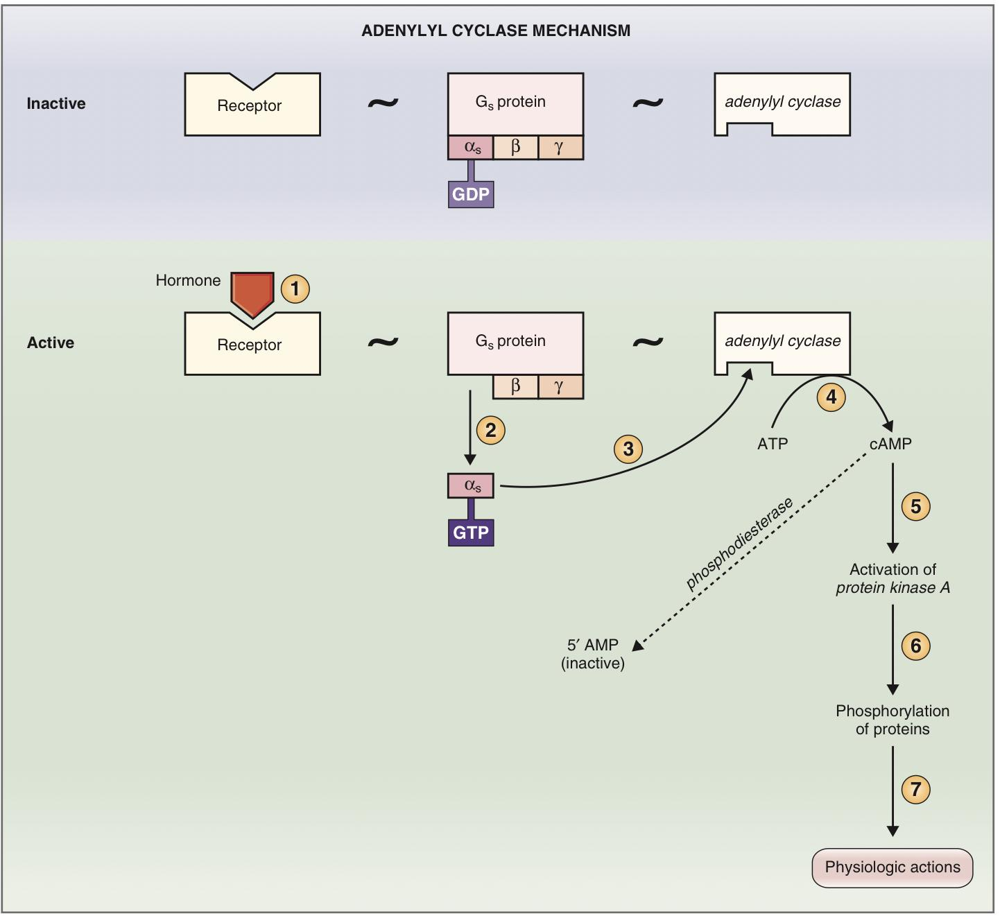 ADENYLYL CYCLASE MECHANISM
Inactive
Receptor
~
Gs protein
~
adenylyl cyclase
αs
β
γ
GDP
Hormone
1
Active
Receptor
~
Gs protein
~
adenylyl cyclase
β
γ
2
3
4
αs
GTP
ATP
cAMP
phosphodiesterase
5
Activation of
protein kinase A
5′ AMP
(inactive)
6
Phosphorylation
of proteins
7
Physiologic actions